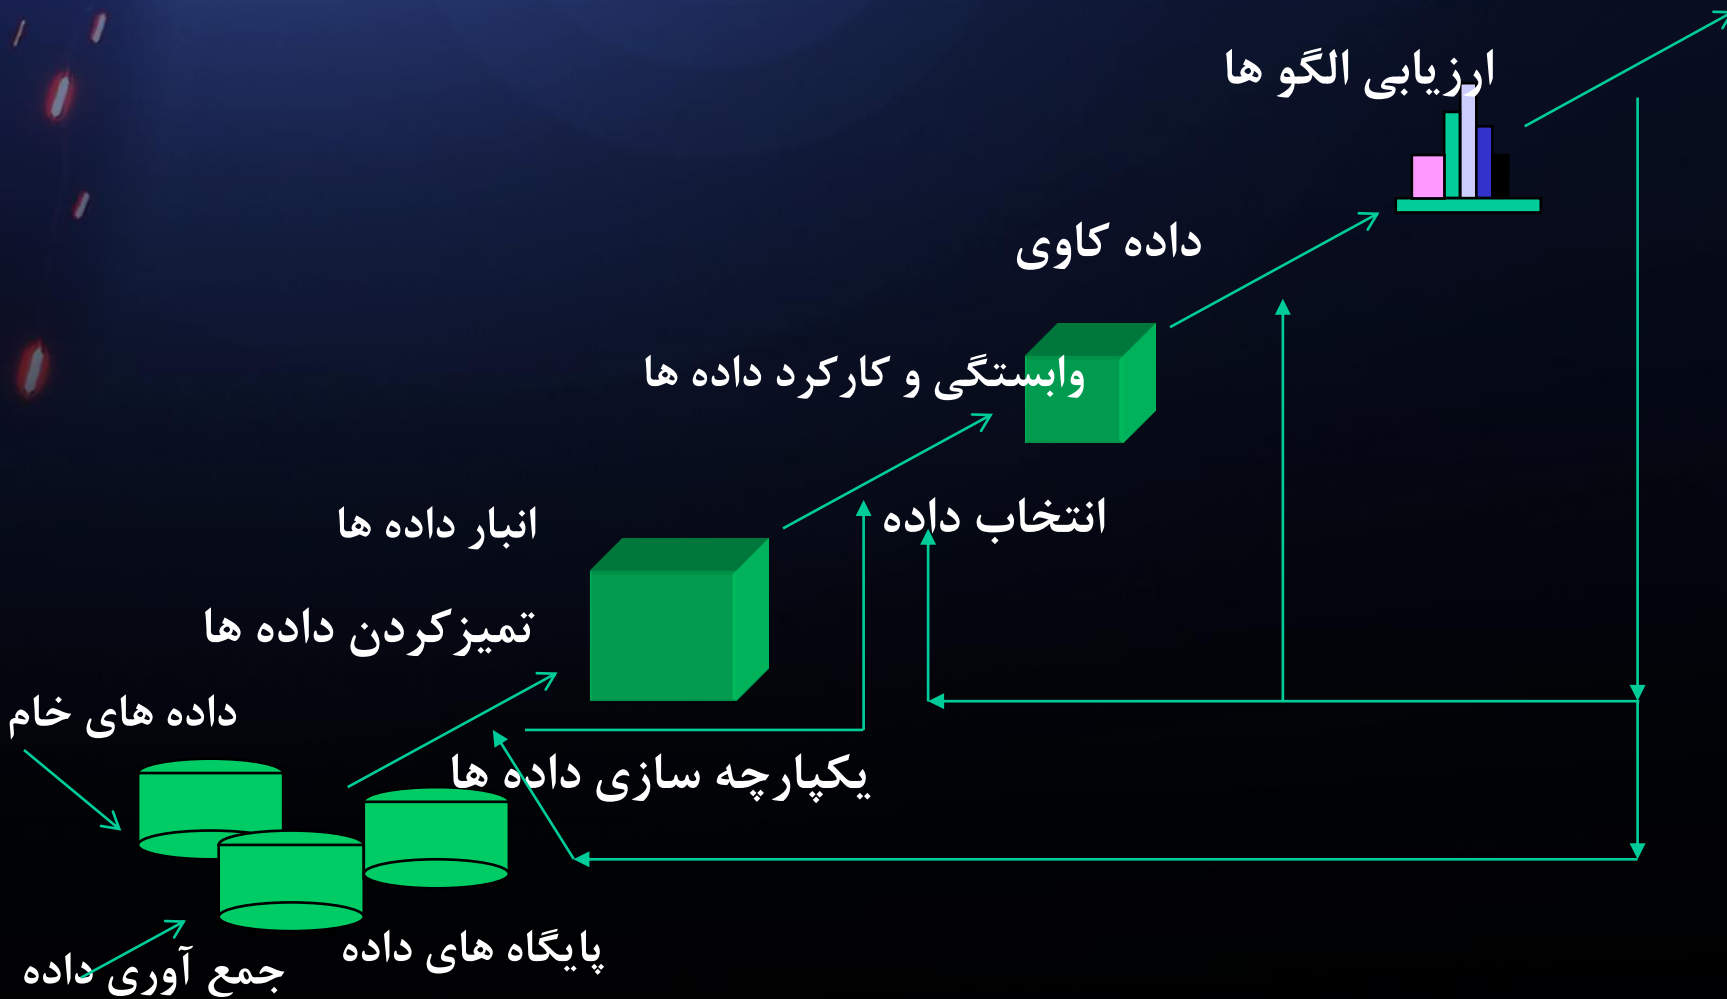 ارزیابی الگو ها
داده کاوی
وابستگی و کارکرد داده ها
انتخاب داده
انبار داده ها
تمیزکردن داده ها
داده های خام
یکپارچه سازی داده ها
پایگاه های داده
جمع آوری داده